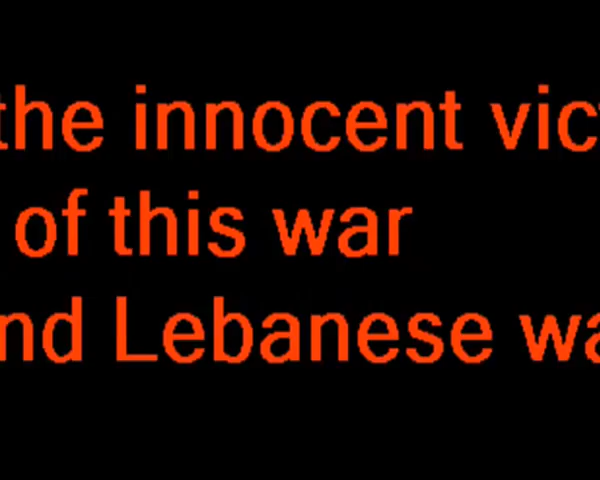 the innocent vic
of this war
nd Lebanese wa